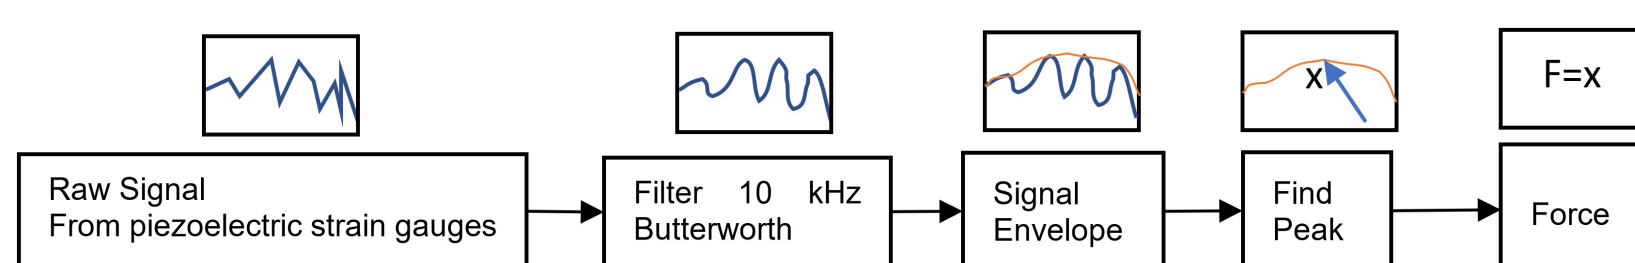 x
F=x
Raw Signal
From piezoelectric strain gauges
Filter 10 kHz
Butterworth
Signal
Envelope
Find
Peak
Force